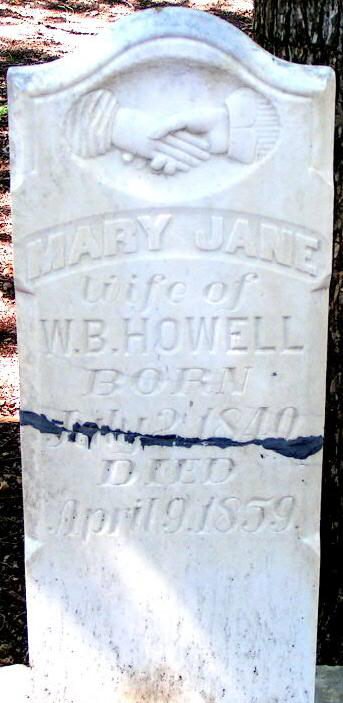 MARY JANE
Wife of
W.B. HOWELL
BORN
July 2, 1840
DIED
April 9, 1859.